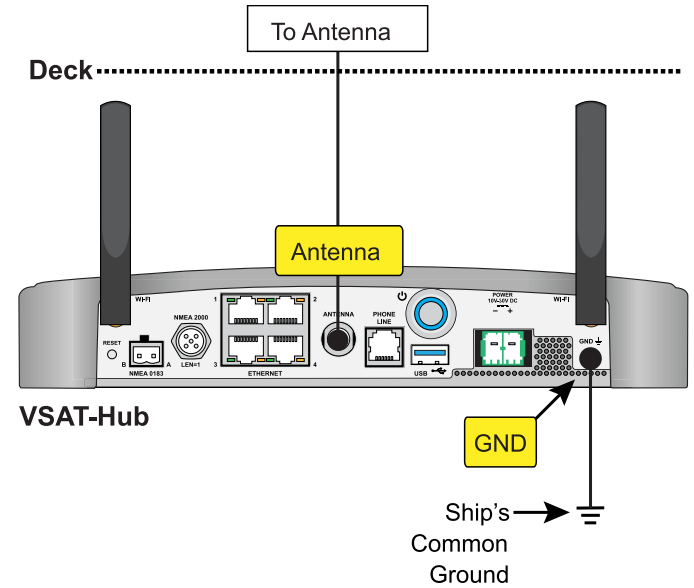 To Antenna
Deck
Antenna
WI-FI
1
2
NMEA 2000
ANTENNA
PHONE
LINE
POWER
10V-30V DC
− +
WI-FI
RESET
GND
B
A
NMEA 0183
LEN=1
3
4
ETHERNET
USB
VSAT-Hub
GND
Ship's
Common
Ground